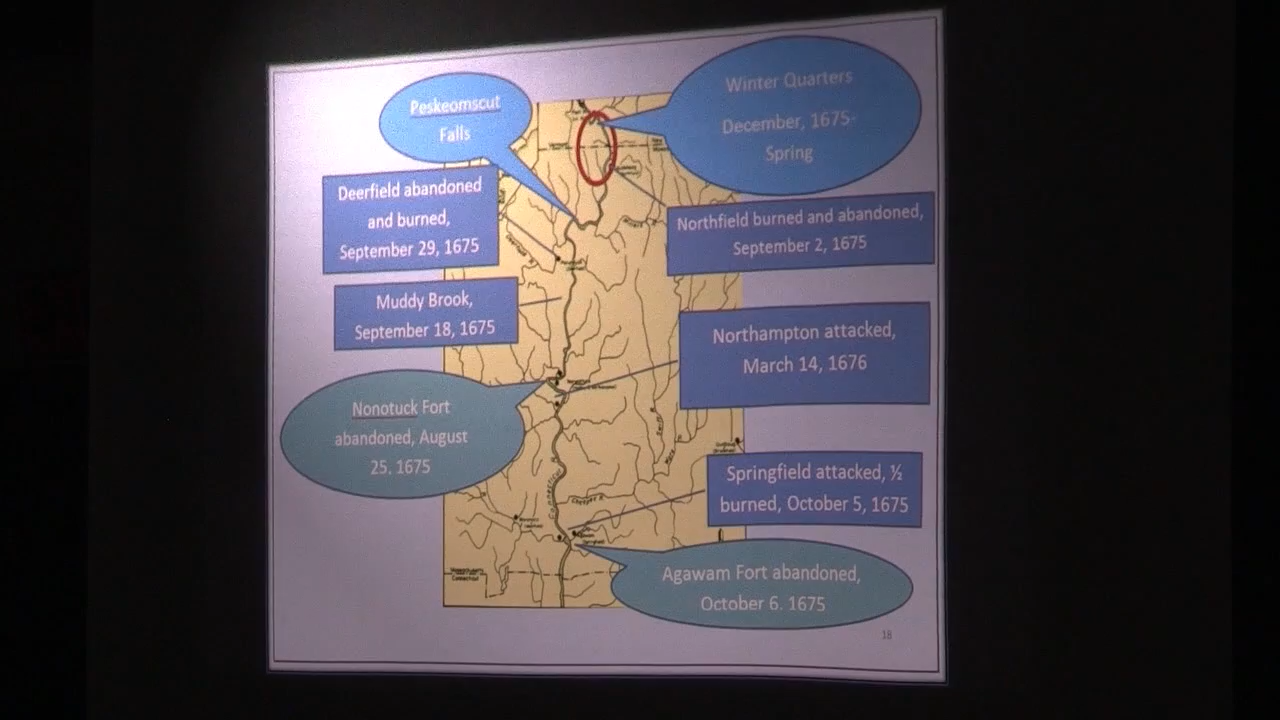 Peskeomscut
Falls
Winter Quarters
December, 1675-
Spring
Deerfield abandoned
and burned,
September 29, 1675
Northfield burned and abandoned,
September 2, 1675
Muddy Brook,
September 18, 1675
Northampton attacked,
March 14, 1676
Nonotuck Fort
abandoned, August
25. 1675
Springfield attacked, ½
burned, October 5, 1675
Agawam Fort abandoned,
October 6. 1675
Massachusetts
Connecticut
18